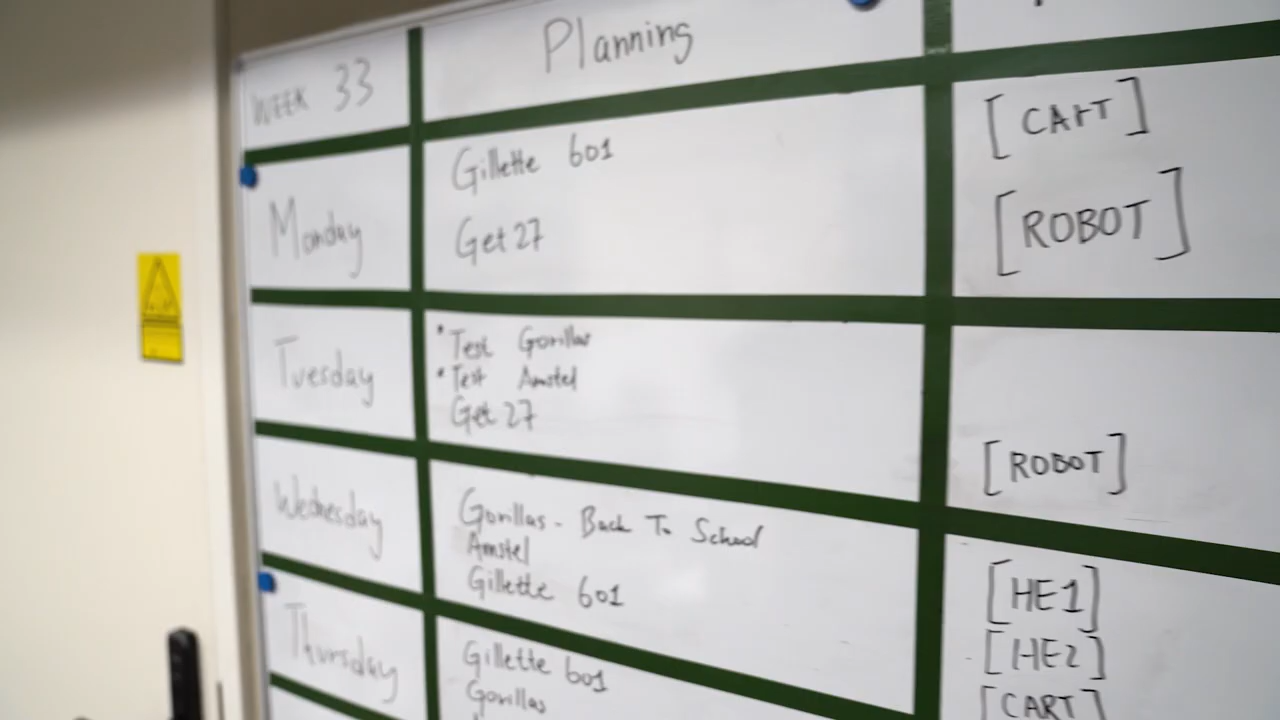 WEEK 33
Planning
Monday
Gillette 601
[CART]
Get 27
[ROBOT]
Tuesday
• Test Gorillas
• Test Amstel
Get 27
[ROBOT]
Wednesday
Gorillas - Back To School
[HE1]
Amstel
[HE2]
Gillette 601
[CART]
Thursday
Gillette 601
Gorillas